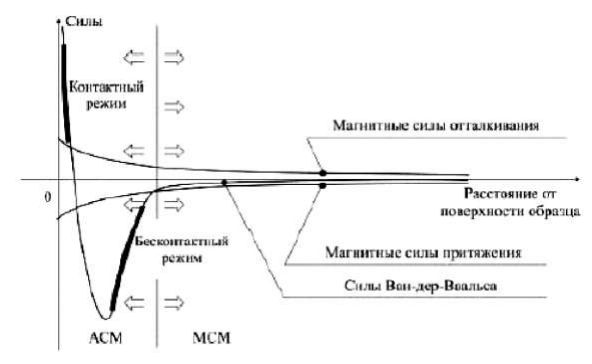 Силы
Контактный
режим
Магнитные силы отталкивания
0
Расстояние от
поверхности образца
Бесконтактный
режим
Магнитные силы притяжения
Силы Ван-дер-Ваальса
АСМ
МСМ